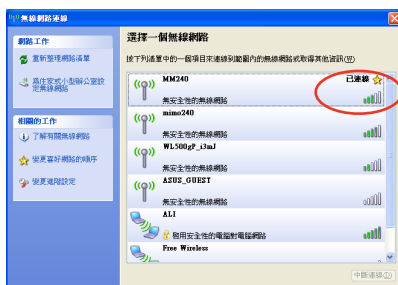 無線網路連線
網路工作
重新整理網路清單
為住家或小型辦公室設定無線網路
相關的工作
了解有關無線網路
變更喜好網路的順序
變更進階設定
選擇一個無線網路
按下列清單中的一個項目來連線到範圍內的無線網路或取得其他資訊(W)
MM240
已連線
無安全性的無線網路
mimo240
無安全性的無線網路
WL500gP_i3mJ
無安全性的無線網路
ASUS_GUEST
無安全性的無線網路
ALI
啟用安全性的電腦對電腦網路
Free Wireless
中斷連線(D)